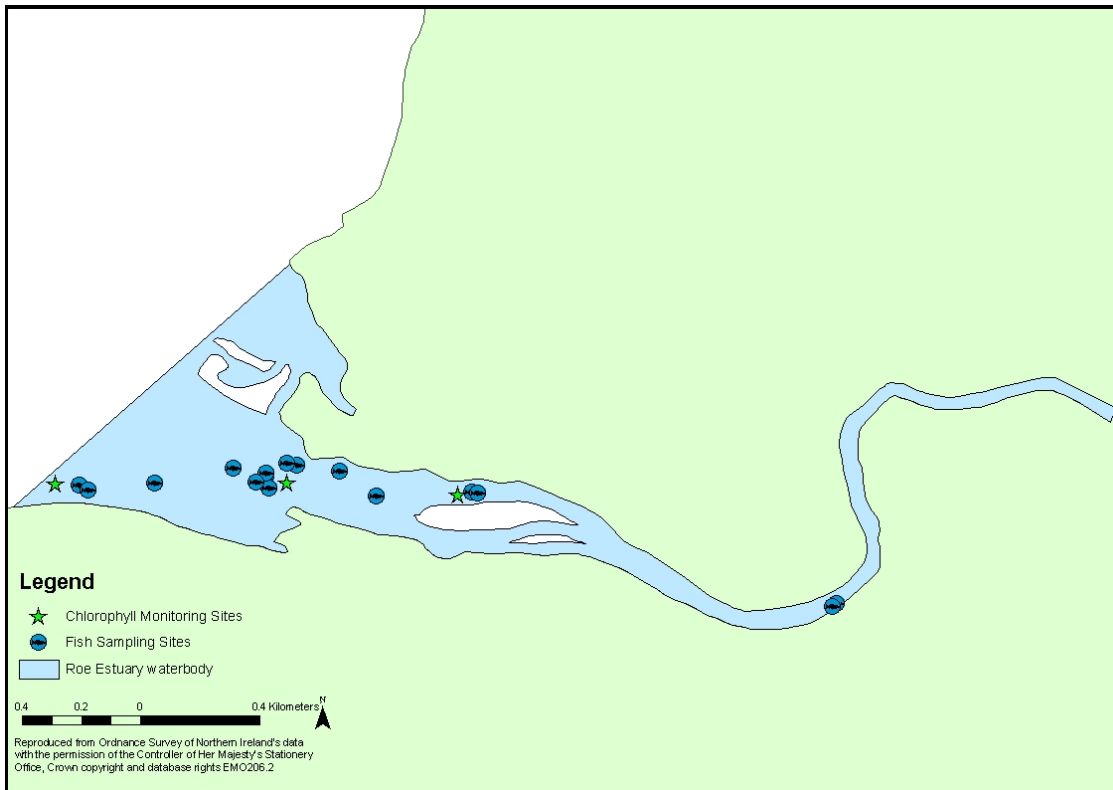 Legend
Chlorophyll Monitoring Sites
Fish Sampling Sites
Roe Estuary waterbody
0.4 0.2 0 0.4 Kilometers
N
Reproduced from Ordnance Survey of Northern Ireland's data
with the permission of the Controller of Her Majesty's Stationery
Office, Crown copyright and database rights EMO206.2